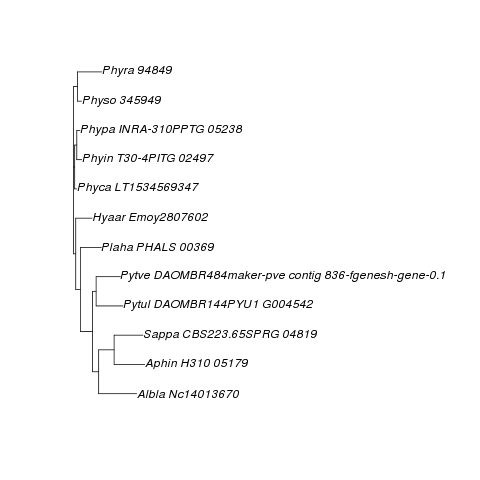 Phyra 94849
Physo 345949
Phypa INRA-310PPTG 05238
Phyin T30-4PITG 02497
Phyca LT1534569347
Hyaar Emoy2807602
Plaha PHALS 00369
Pytve DAOMBR484maker-pve contig 836-fgenesh-gene-0.1
Pytul DAOMBR144PYU1 G004542
Sappa CBS223.65SPRG 04819
Aphin H310 05179
Albla Nc14013670